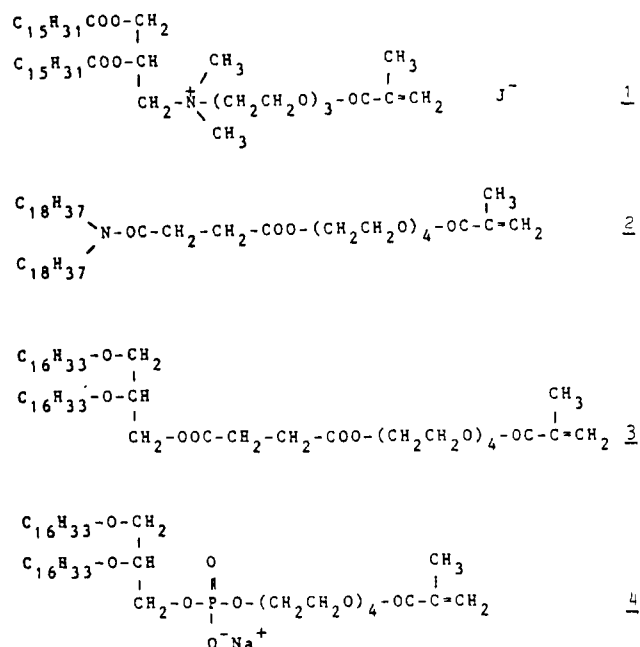 C15H31COO-CH2
C15H31COO-CH CH3 CH3
CH2-N+-(CH2CH2O)3-OC-C=CH2 J- 1
CH3
C18H37 CH3
N-OC-CH2-CH2-COO-(CH2CH2O)4-OC-C=CH2 2
C18H37
C16H33-O-CH2
C16H33-O-CH CH3
CH2-OOC-CH2-CH2-COO-(CH2CH2O)4-OC-C=CH2 3
C16H33-O-CH2
C16H33-O-CH O CH3
CH2-O-P-O-(CH2CH2O)4-OC-C=CH2 4
O-Na+